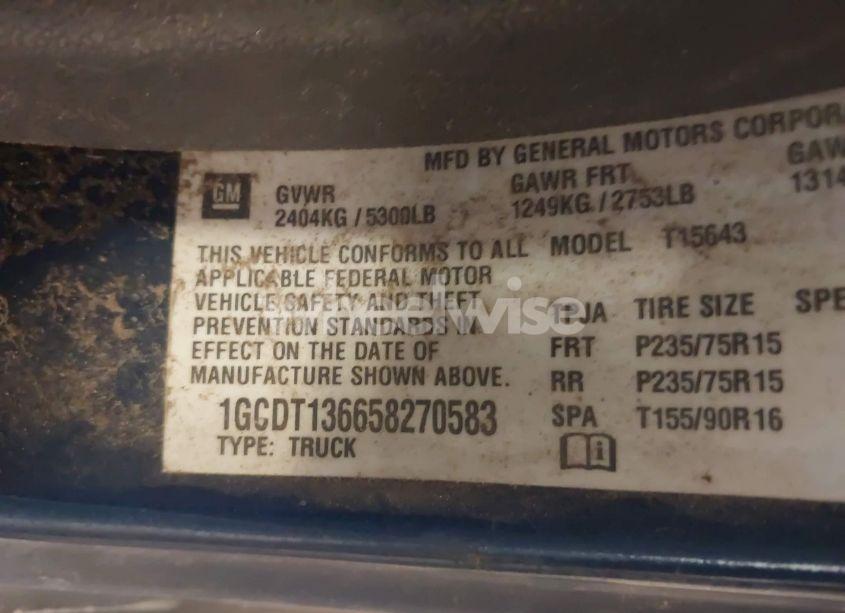 MFD BY GENERAL MOTORS CORPOR
GM
GVWR
2404KG / 5300LB
GAWR FRT
1249KG / 2753LB
GAW
1314
THIS VEHICLE CONFORMS TO ALL
APPLICABLE FEDERAL MOTOR
VEHICLE SAFETY AND THEFT
PREVENTION STANDARDS IN
EFFECT ON THE DATE OF
MANUFACTURE SHOWN ABOVE.
1GCDT136658270583
TYPE: TRUCK
MODEL T15643
TIRE SIZE SPE
FRT P235/75R15
RR P235/75R15
SPA T155/90R16